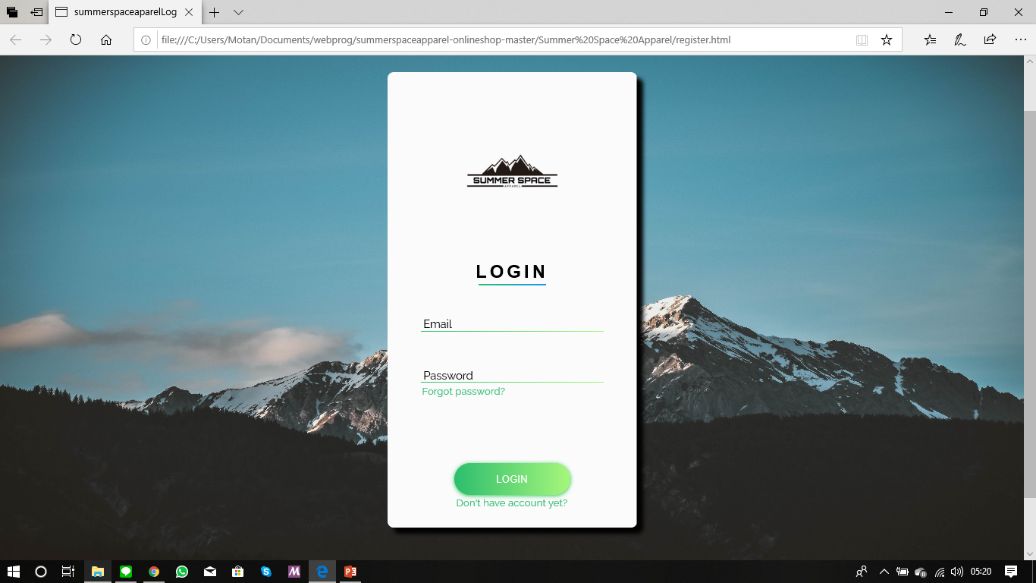 summerspaceaparelLog
file:///C:/Users/Motan/Documents/webprog/summerspaceapparel-onlineshop-master/Summer%20Space%20Apparel/register.html
SUMMER SPACE
APPAREL
LOGIN
Email
Password
Forgot password?
LOGIN
Don't have account yet?
05:20